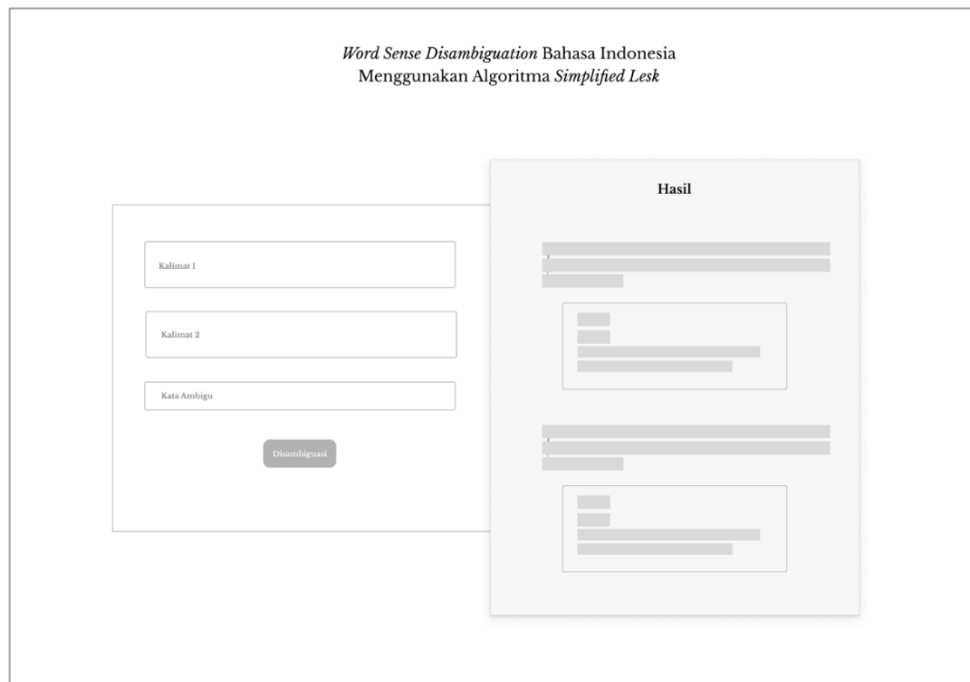 Word Sense Disambiguation Bahasa Indonesia
Menggunakan Algoritma Simplified Lesk
Kalimat 1
Kalimat 2
Kata Ambigu
Disambiguasi
Hasil